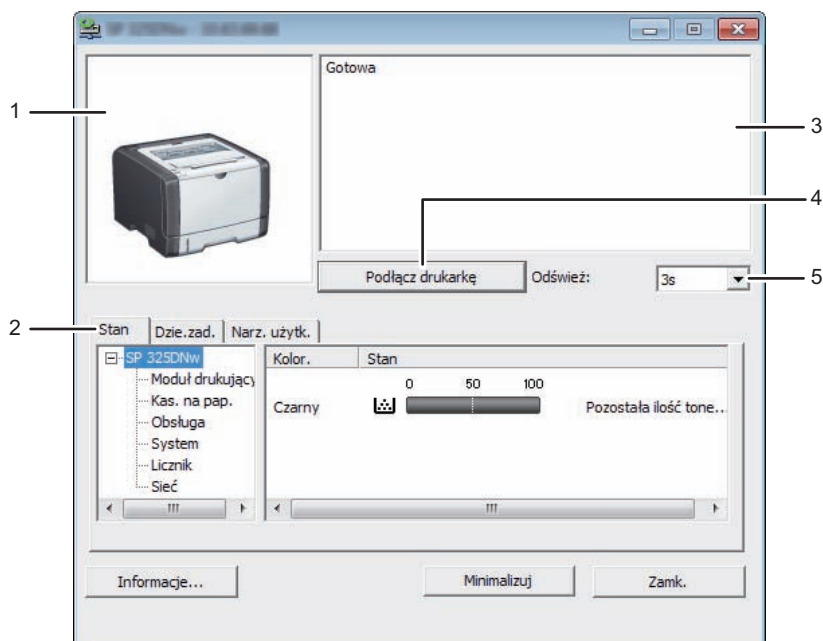 Gotowa
1
3
4
Podłącz drukarkę
Odśwież:
3s
5
2
Stan
Dzie.zad.
Narz. użytk.
SP 325DNw
Moduł drukujący
Kas. na pap.
Obsługa
System
Licznik
Sieć
Kolor.
Stan
0 50 100
Czarny
Pozostała ilość tone...
Informacje...
Minimalizuj
Zamk.